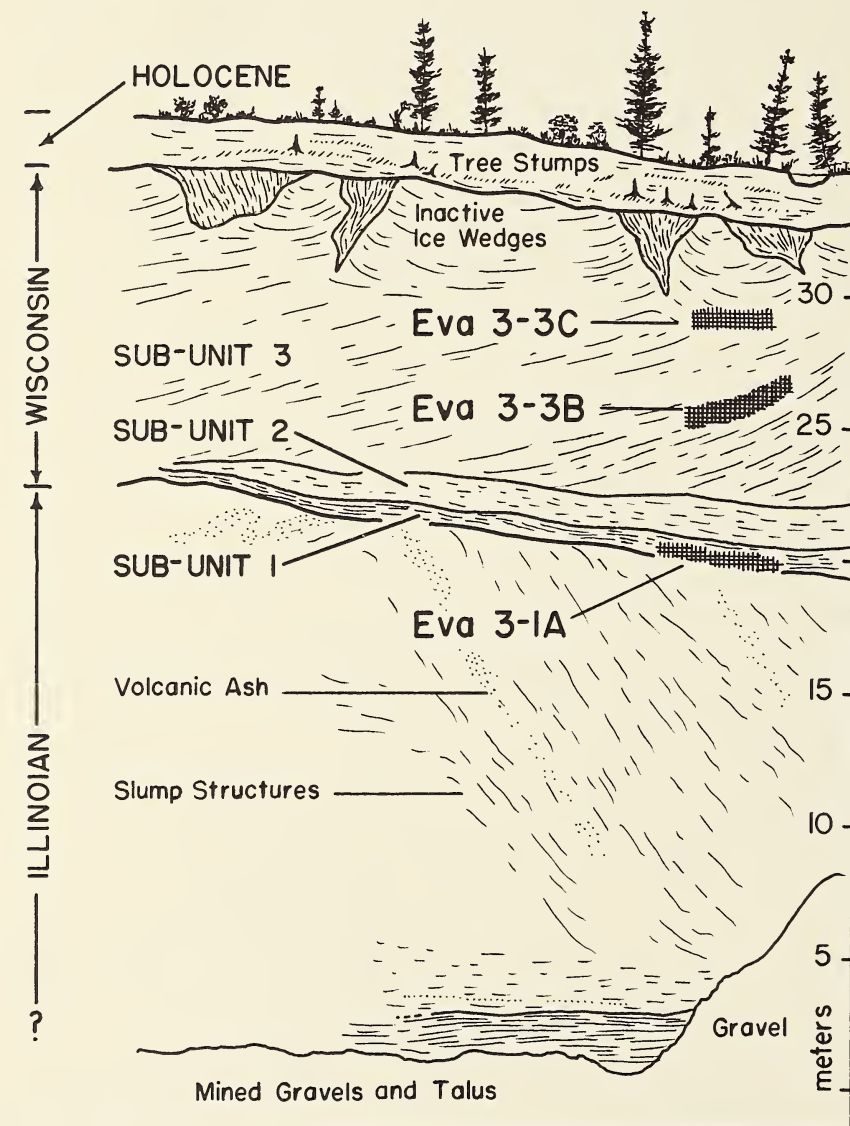 HOLOCENE
Tree Stumps
Inactive
Ice Wedges
30
Eva 3-3C
WISCONSIN
SUB-UNIT 3
Eva 3-3B
25
SUB-UNIT 2
SUB-UNIT 1
Eva 3-1A
Volcanic Ash
15
Slump Structures
10
ILLINOIAN
5
?
Gravel
meters
Mined Gravels and Talus